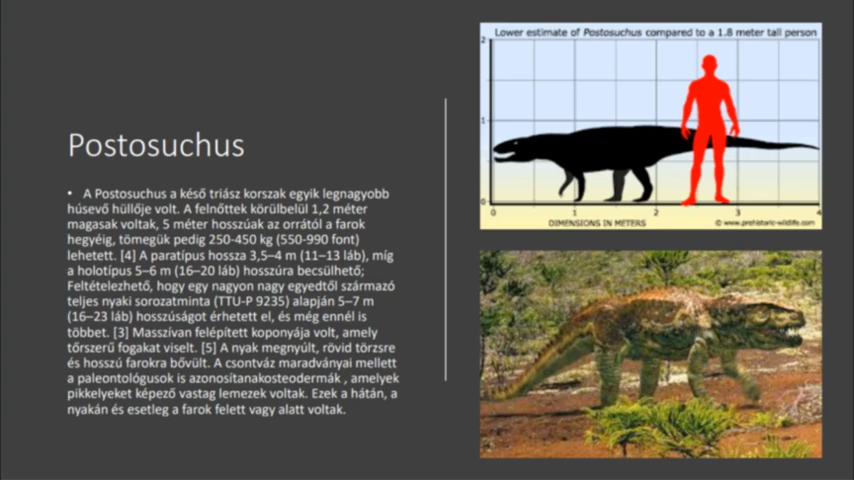 Postosuchus
• A Postosuchus a késő triász korszak egyik legnagyobb
húsevő hüllője volt. A felnőttek körülbelül 1,2 méter
magasak voltak, 5 méter hosszúak az orrától a farok
hegyéig, tömegük pedig 250-450 kg (550-990 font)
lehetett. [4] A paratípus hossza 3,5–4 m (11–13 láb), míg
a holotípus 5–6 m (16–20 láb) hosszúra becsülhető;
Feltételezhető, hogy egy nagyon nagy egyedtől származó
teljes nyaki sorozatminta (TTU-P 9235) alapján 5–7 m
(16–23 láb) hosszúságot érhetett el, és még ennél is
többet. [3] Masszívan felépített koponyája volt, amely
tőrszerű fogakat viselt. [5] A nyak megnyúlt, rövid törzsre
és hosszú farokra bővült. A csontváz maradványai mellett
a paleontológusok is azonosítanakosteodermák , amelyek
pikkelyeket képező vastag lemezek voltak. Ezek a hátán, a
nyakán és esetleg a farok felett vagy alatt voltak.
Lower estimate of Postosuchus compared to a 1.8 meter tall person
2
1
0
0 1 2 3 4
DIMENSIONS IN METERS © www.prehistoric-wildlife.com